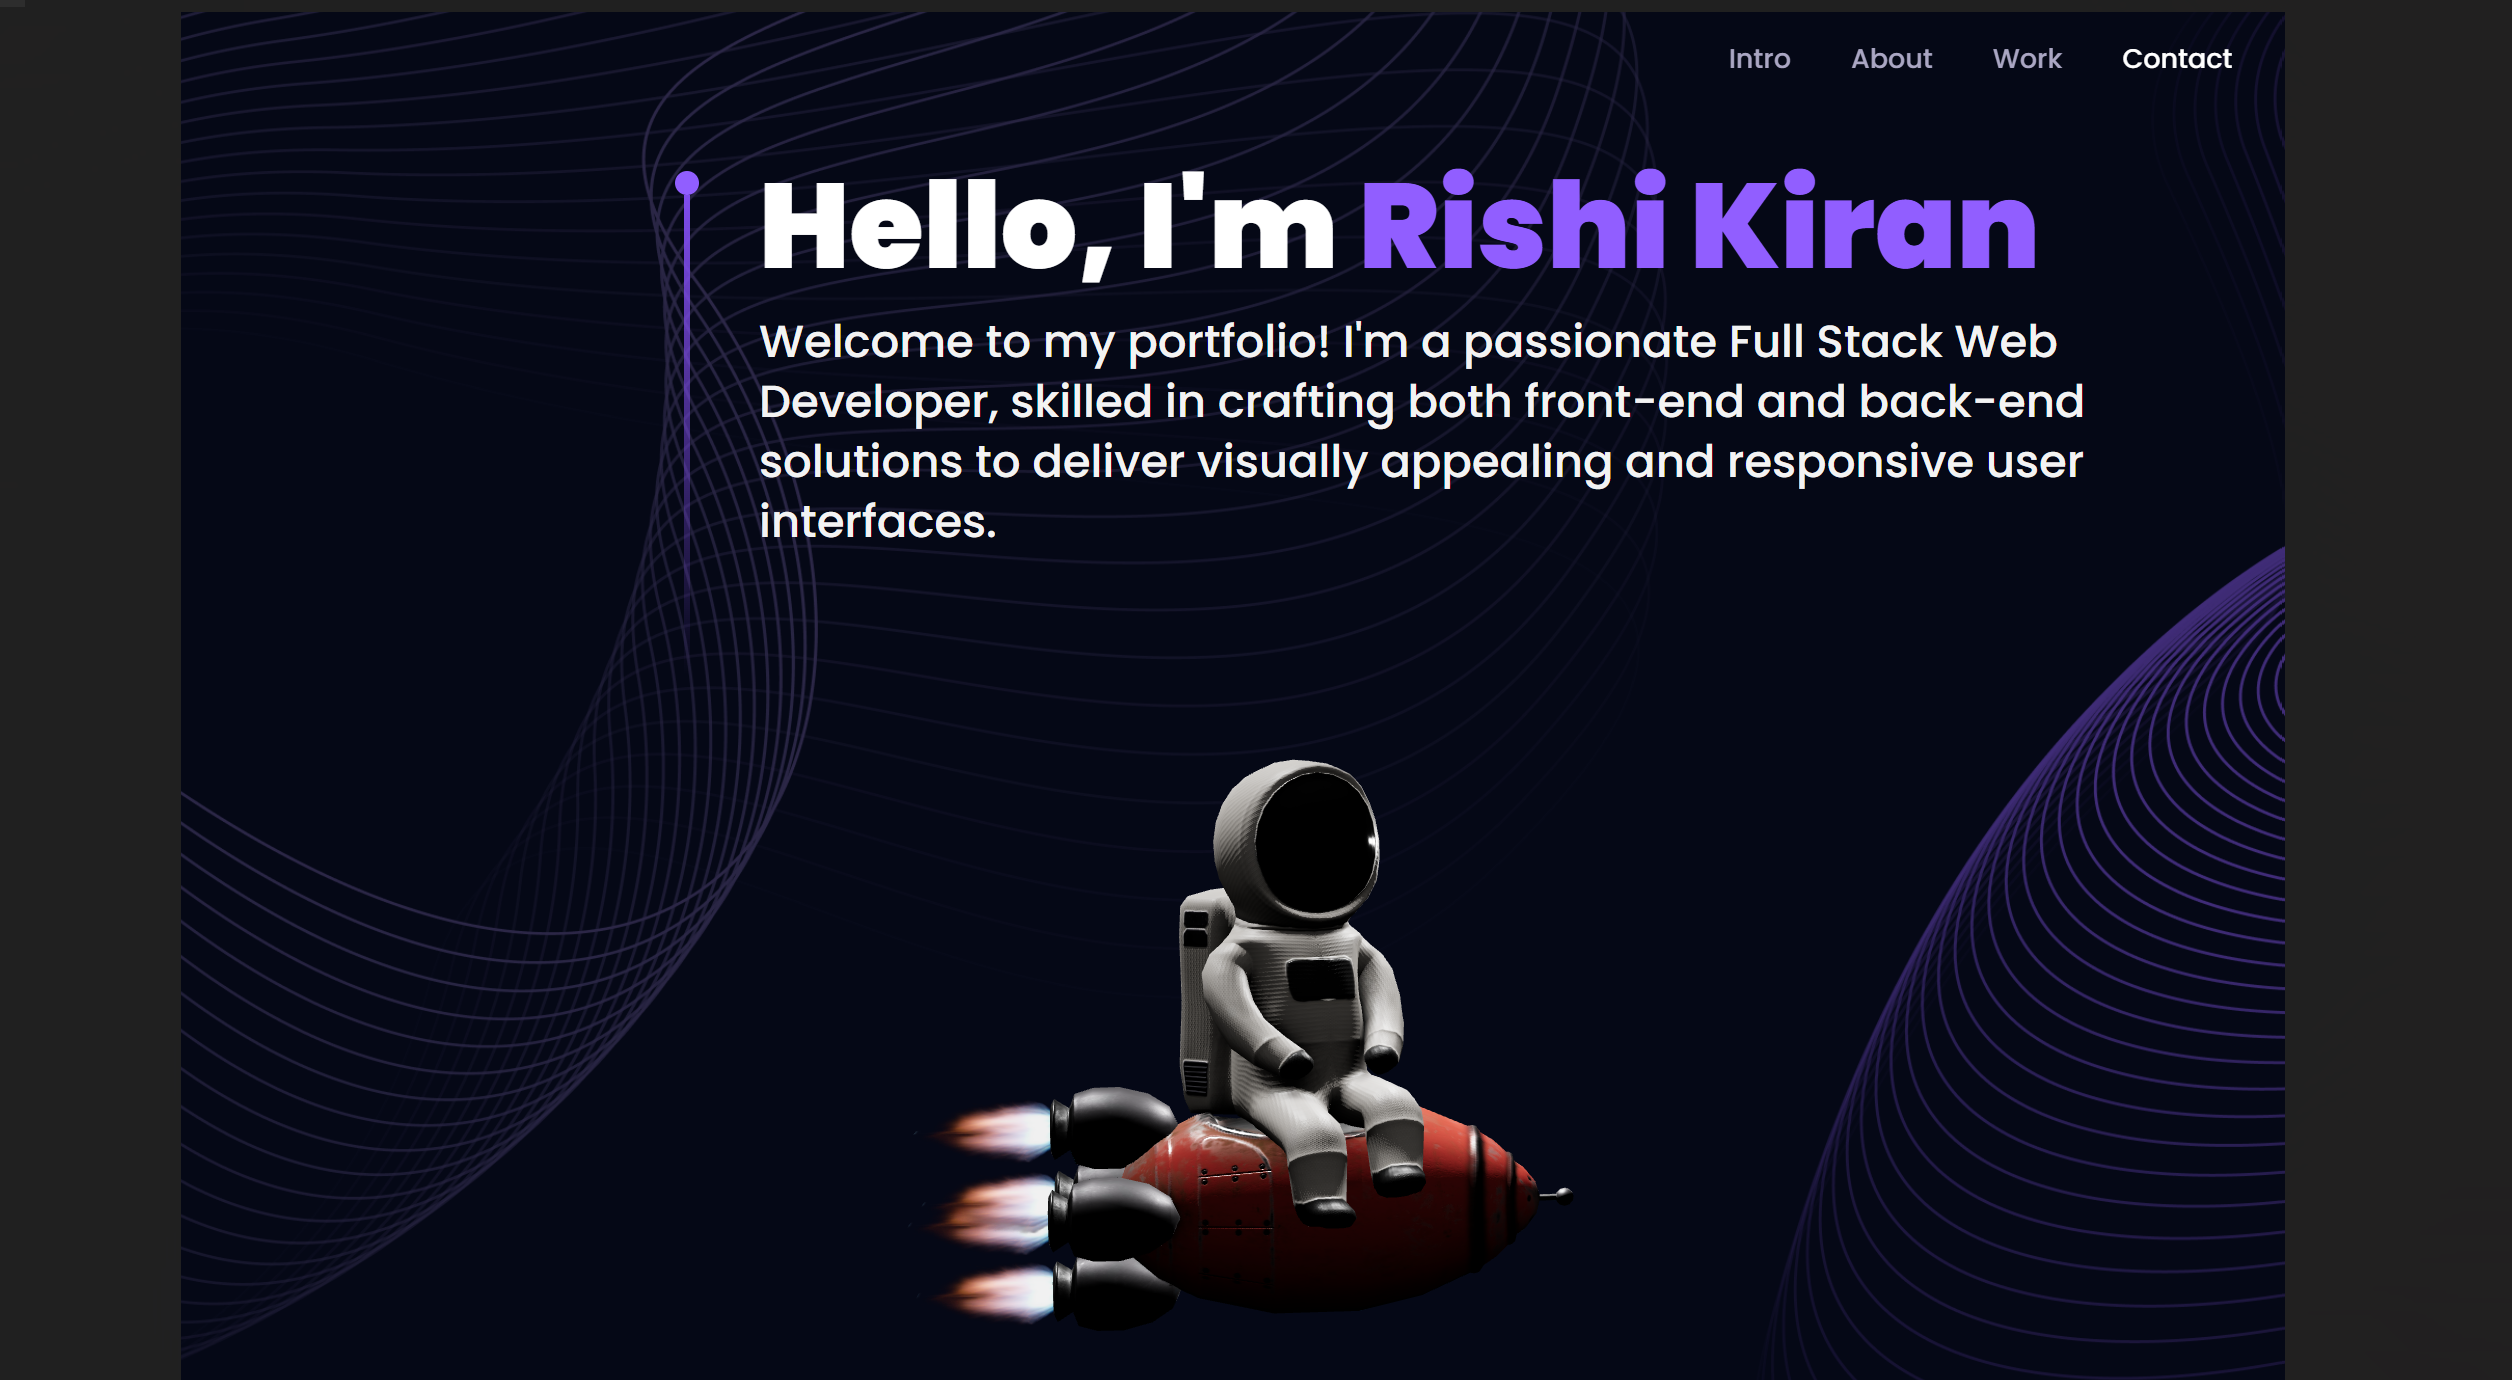 Intro About Work Contact
Hello, I'm Rishi Kiran
Welcome to my portfolio! I'm a passionate Full Stack Web
Developer, skilled in crafting both front-end and back-end
solutions to deliver visually appealing and responsive user
interfaces.